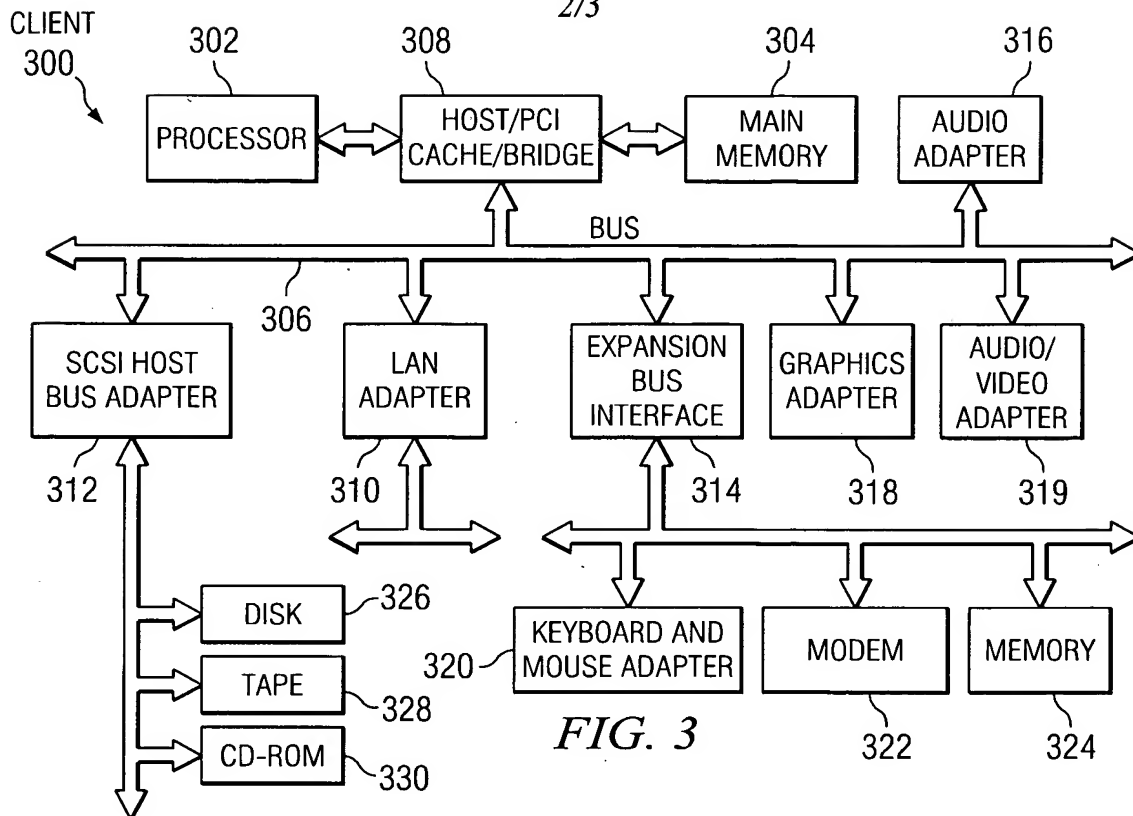 2/3
CLIENT
300
302
308
304
316
PROCESSOR
HOST/PCI
CACHE/BRIDGE
MAIN
MEMORY
AUDIO
ADAPTER
BUS
306
SCSI HOST
BUS ADAPTER
LAN
ADAPTER
EXPANSION
BUS
INTERFACE
GRAPHICS
ADAPTER
AUDIO/
VIDEO
ADAPTER
312
310
314
318
319
DISK
326
TAPE
328
CD-ROM
330
320
KEYBOARD AND
MOUSE ADAPTER
MODEM
MEMORY
322
324
FIG. 3